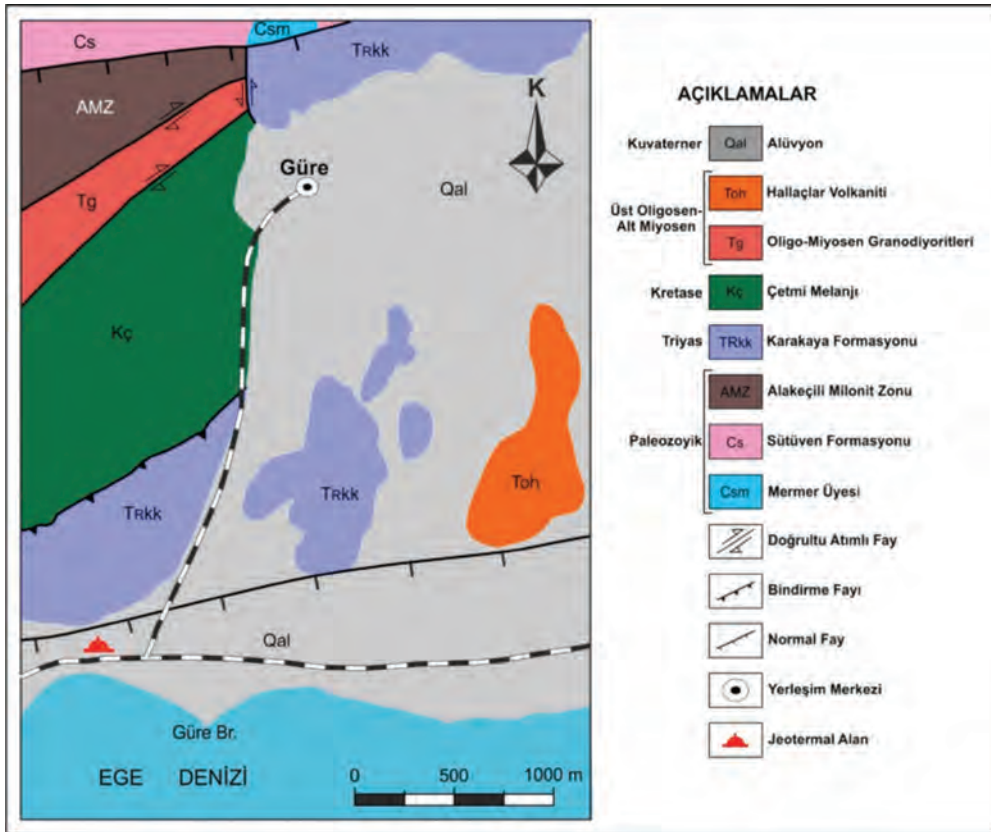 Cs
Csm
TRkk
AMZ
K
Güre
Qal
Tg
Kç
TRkk
TRkk
Toh
Qal
Güre Br.
EGE DENİZİ
0 500 1000 m
AÇIKLAMALAR
Kuvaterner Qal Alüvyon
Üst Oligosen-
Alt Miyosen
Toh Hallaçlar Volkaniti
Tg Oligo-Miyosen Granodiyoritleri
Kretase Kç Çetmi Melanjı
Triyas TRkk Karakaya Formasyonu
Paleozoyik
AMZ Alakeçili Milonit Zonu
Cs Sütüven Formasyonu
Csm Mermer Üyesi
Doğrultu Atımlı Fay
Bindirme Fayı
Normal Fay
Yerleşim Merkezi
Jeotermal Alan